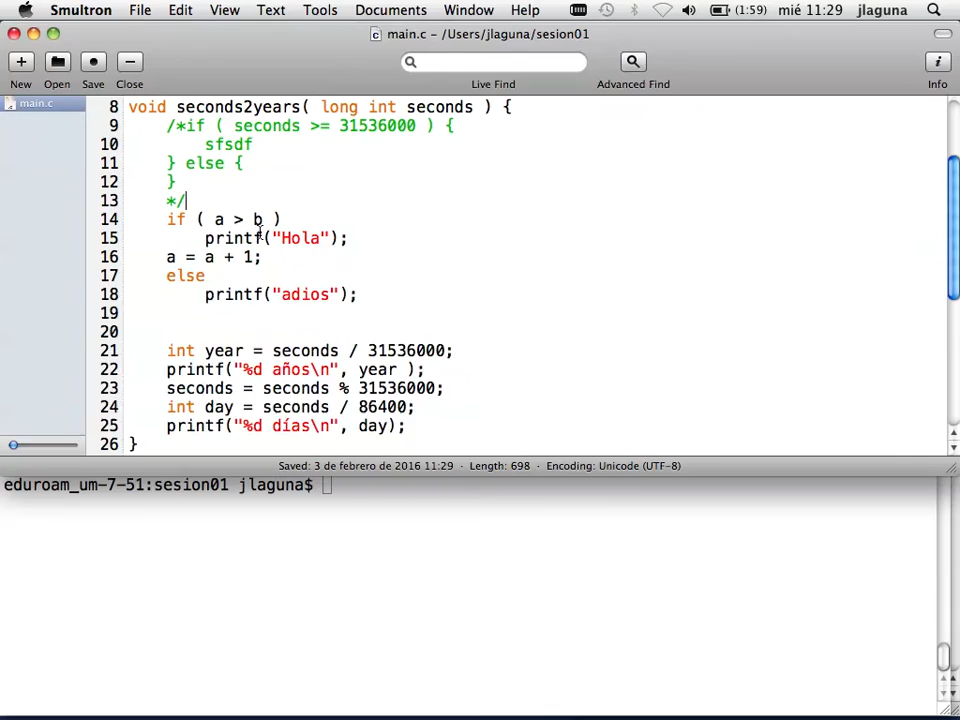 Smultron File Edit View Text Tools Documents Window Help (1:59) mié 11:29 jlaguna
main.c – /Users/jlaguna/sesion01
New Open Save Close Live Find Advanced Find Info
main.c
8 void seconds2years( long int seconds ) {
9 /*if ( seconds >= 31536000 ) {
10 sfsdf
11 } else {
12 }
13 */
14 if ( a > b )
15 printf("Hola");
16 a = a + 1;
17 else
18 printf("adios");
19
20
21 int year = seconds / 31536000;
22 printf("%d años\n", year );
23 seconds = seconds % 31536000;
24 int day = seconds / 86400;
25 printf("%d días\n", day);
26 }
Saved: 3 de febrero de 2016 11:29 • Length: 698 • Encoding: Unicode (UTF-8)
eduroam_um-7-51:sesion01 jlaguna$